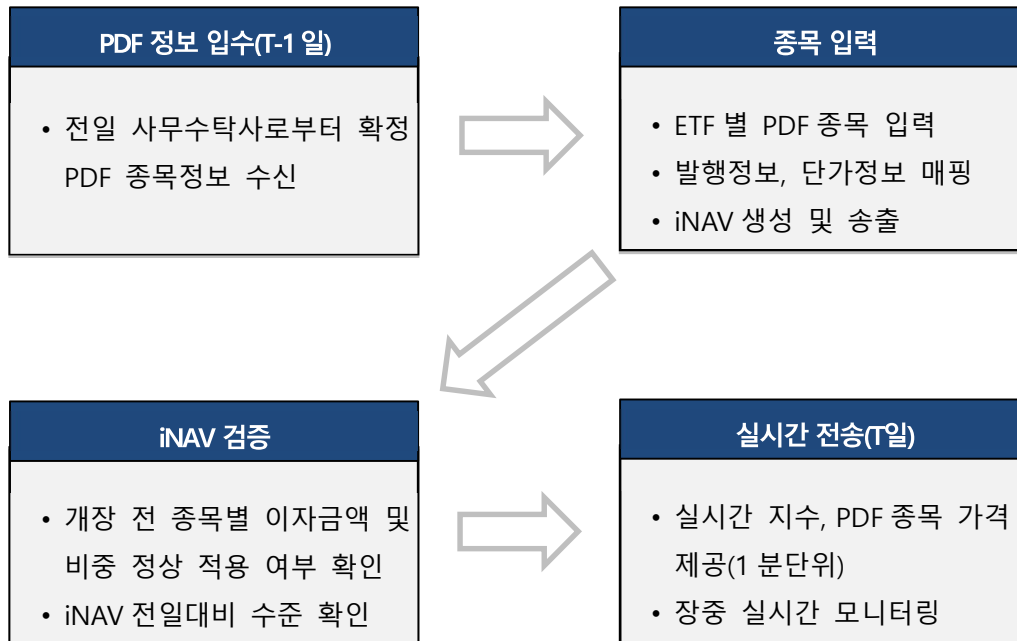 PDF 정보 입수(T-1 일)
• 전일 사무수탁사로부터 확정
PDF 종목정보 수신
종목 입력
• ETF 별 PDF 종목 입력
• 발행정보, 단가정보 매핑
• iNAV 생성 및 송출
iNAV 검증
• 개장 전 종목별 이자금액 및
비중 정상 적용 여부 확인
• iNAV 전일대비 수준 확인
실시간 전송(T일)
• 실시간 지수, PDF 종목 가격
제공(1 분단위)
• 장중 실시간 모니터링